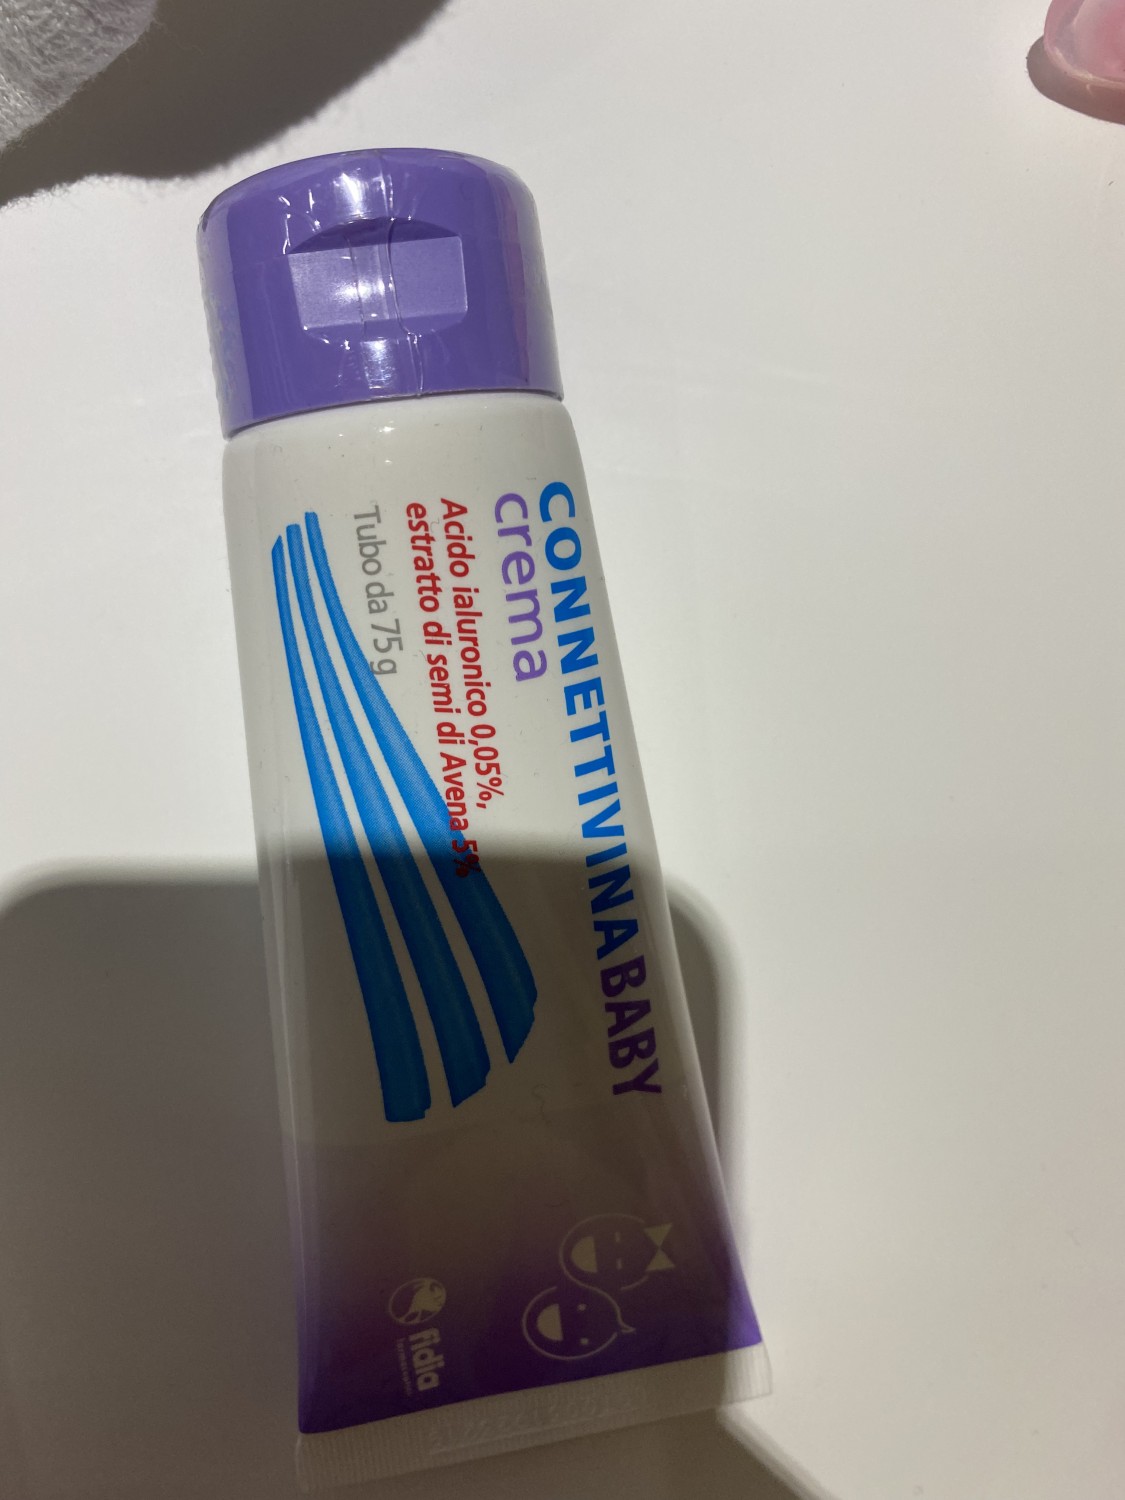 CONNETTIVINABABY
crema
Acido ialuronico 0,05%,
estratto di semi di Avena 5%
Tubo da 75 g
fidia